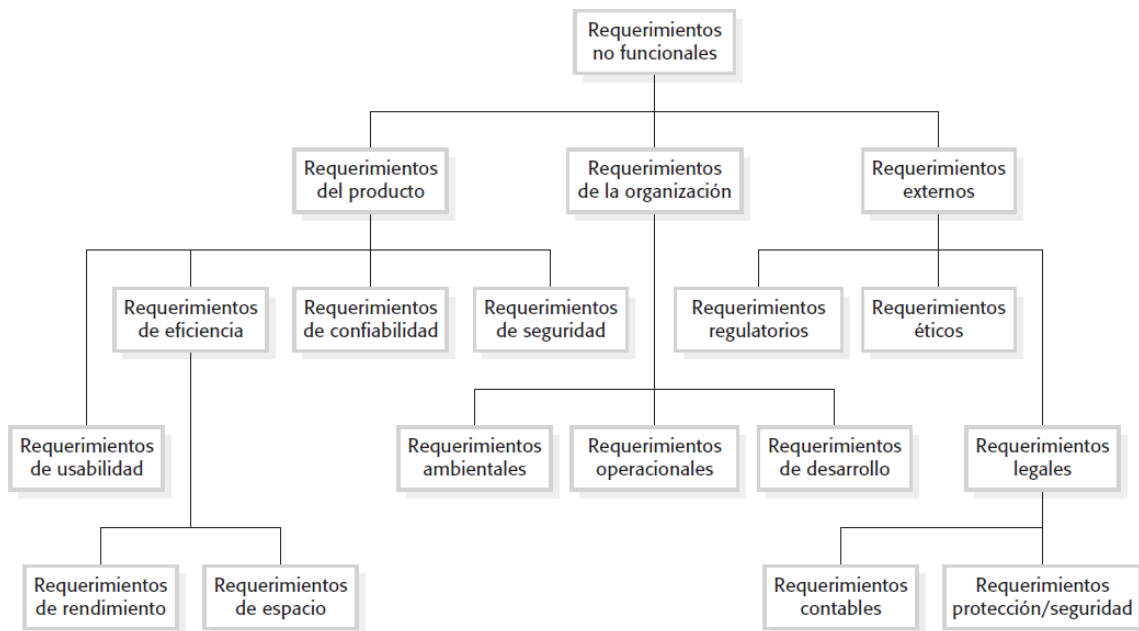 Requerimientos
no funcionales
Requerimientos
del producto
Requerimientos
de la organización
Requerimientos
externos
Requerimientos
de eficiencia
Requerimientos
de confiabilidad
Requerimientos
de seguridad
Requerimientos
regulatorios
Requerimientos
éticos
Requerimientos
de usabilidad
Requerimientos
ambientales
Requerimientos
operacionales
Requerimientos
de desarrollo
Requerimientos
legales
Requerimientos
de rendimiento
Requerimientos
de espacio
Requerimientos
contables
Requerimientos
protección/seguridad